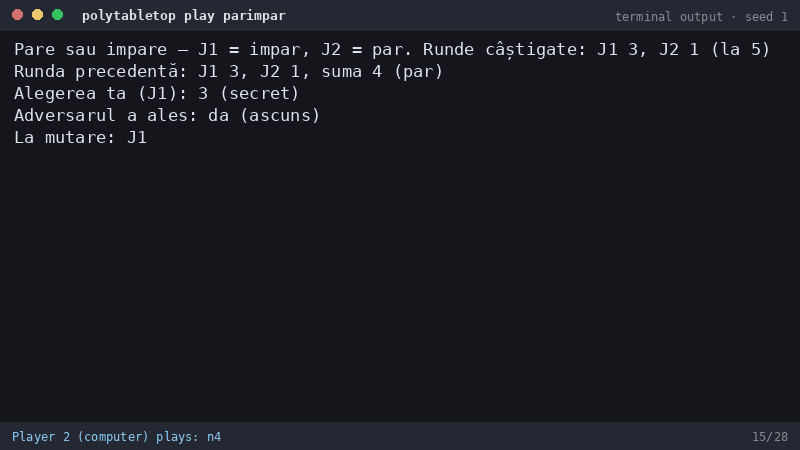 polytabletop play parimpar
terminal output · seed 1
Pare sau impare — J1 = impar, J2 = par. Runde câștigate: J1 3, J2 1 (la 5)
Runda precedentă: J1 3, J2 1, suma 4 (par)
Alegerea ta (J1): 3 (secret)
Adversarul a ales: da (ascuns)
La mutare: J1
Player 2 (computer) plays: n4
15/28